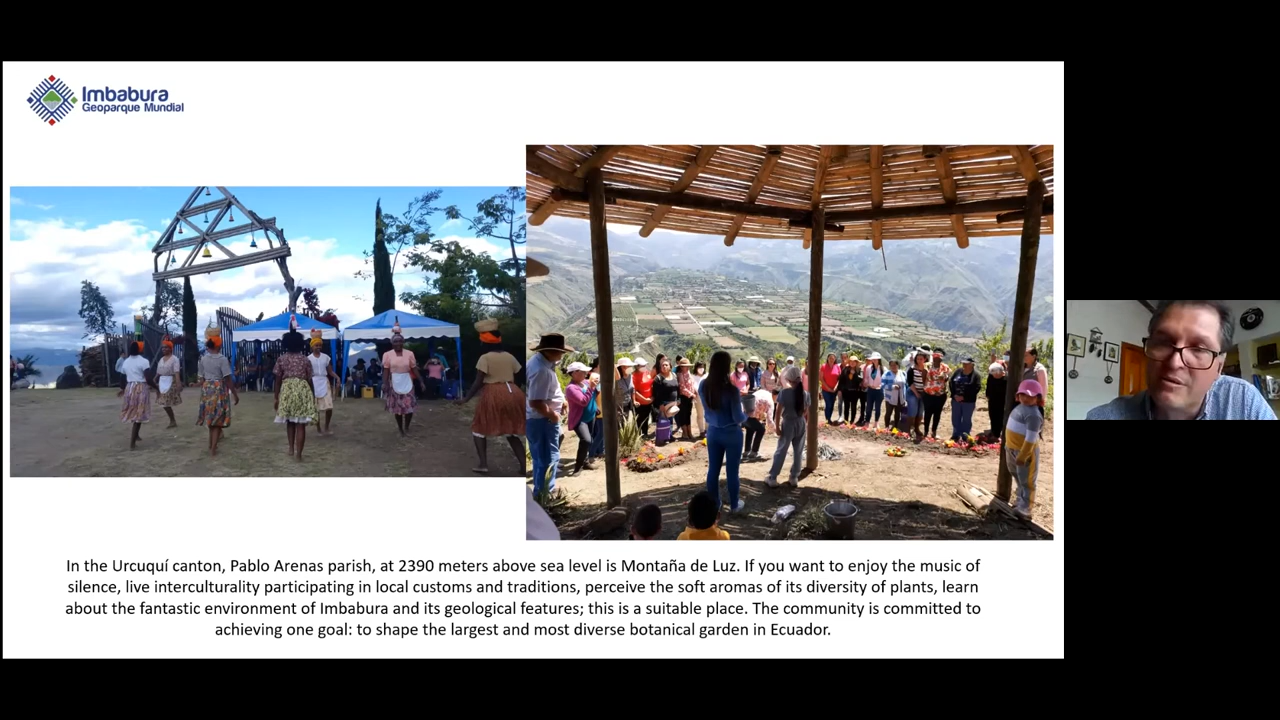 Imbabura
Geoparque Mundial
In the Urcuquí canton, Pablo Arenas parish, at 2390 meters above sea level is Montaña de Luz. If you want to enjoy the music of
silence, live interculturality participating in local customs and traditions, perceive the soft aromas of its diversity of plants, learn
about the fantastic environment of Imbabura and its geological features; this is a suitable place. The community is committed to
achieving one goal: to shape the largest and most diverse botanical garden in Ecuador.